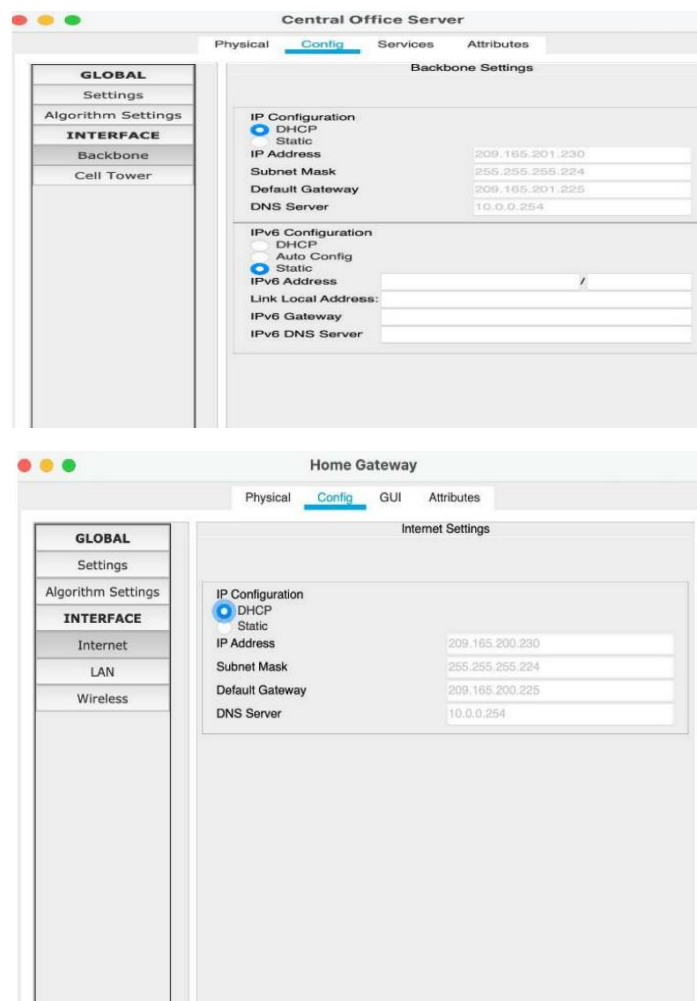 Central Office Server
Physical Config Services Attributes
GLOBAL
Settings
Algorithm Settings
INTERFACE
Backbone
Cell Tower
Backbone Settings
IP Configuration
DHCP
Static
IP Address 209.165.201.230
Subnet Mask 255.255.255.224
Default Gateway 209.165.201.225
DNS Server 10.0.0.254
IPv6 Configuration
DHCP
Auto Config
Static
IPv6 Address /
Link Local Address:
IPv6 Gateway
IPv6 DNS Server
Home Gateway
Physical Config GUI Attributes
GLOBAL
Settings
Algorithm Settings
INTERFACE
Internet
LAN
Wireless
Internet Settings
IP Configuration
DHCP
Static
IP Address 209.165.200.230
Subnet Mask 255.255.255.224
Default Gateway 209.165.200.225
DNS Server 10.0.0.254